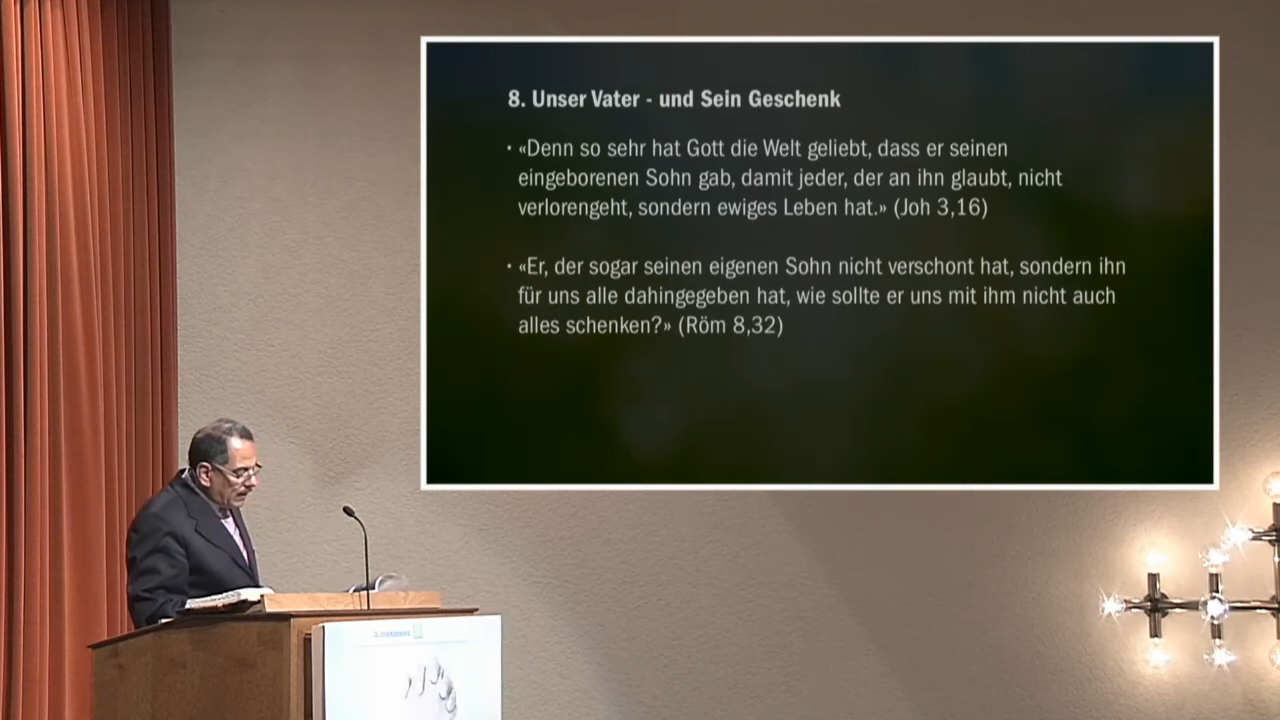 8. Unser Vater - und Sein Geschenk
· «Denn so sehr hat Gott die Welt geliebt, dass er seinen
eingeborenen Sohn gab, damit jeder, der an ihn glaubt, nicht
verlorengeht, sondern ewiges Leben hat.» (Joh 3,16)
· «Er, der sogar seinen eigenen Sohn nicht verschont hat, sondern ihn
für uns alle dahingegeben hat, wie sollte er uns mit ihm nicht auch
alles schenken?» (Röm 8,32)